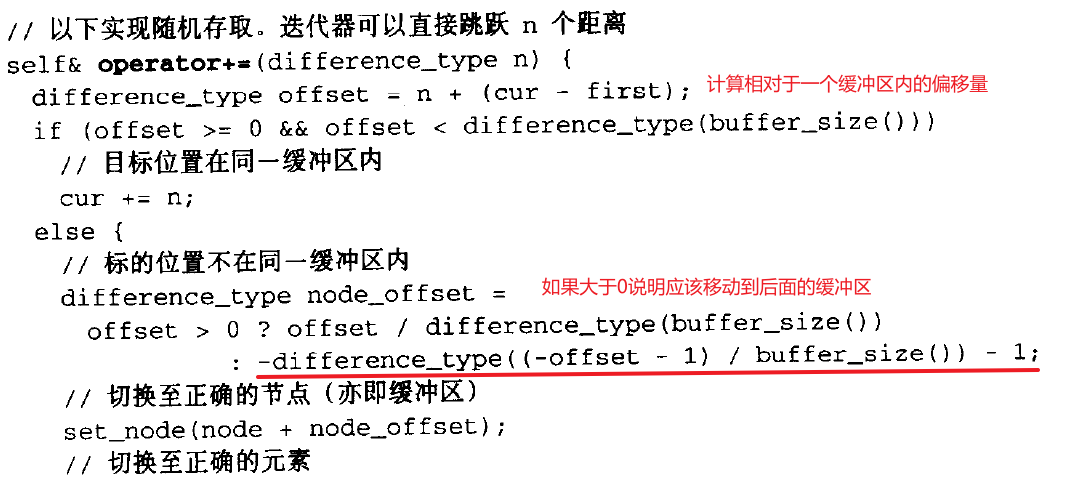 // 以下实现随机存取。迭代器可以直接跳跃 n 个距离
self& operator+=(difference_type n) {
difference_type offset = n + (cur - first); 计算相对于一个缓冲区内的偏移量
if (offset >= 0 && offset < difference_type(buffer_size()))
// 目标位置在同一缓冲区内
cur += n;
else {
// 标的位置不在同一缓冲区内
difference_type node_offset = 如果大于0说明应该移动到后面的缓冲区
offset > 0 ? offset / difference_type(buffer_size())
: -difference_type((-offset - 1) / buffer_size()) - 1;
// 切换至正确的节点（亦即缓冲区）
set_node(node + node_offset);
// 切换至正确的元素